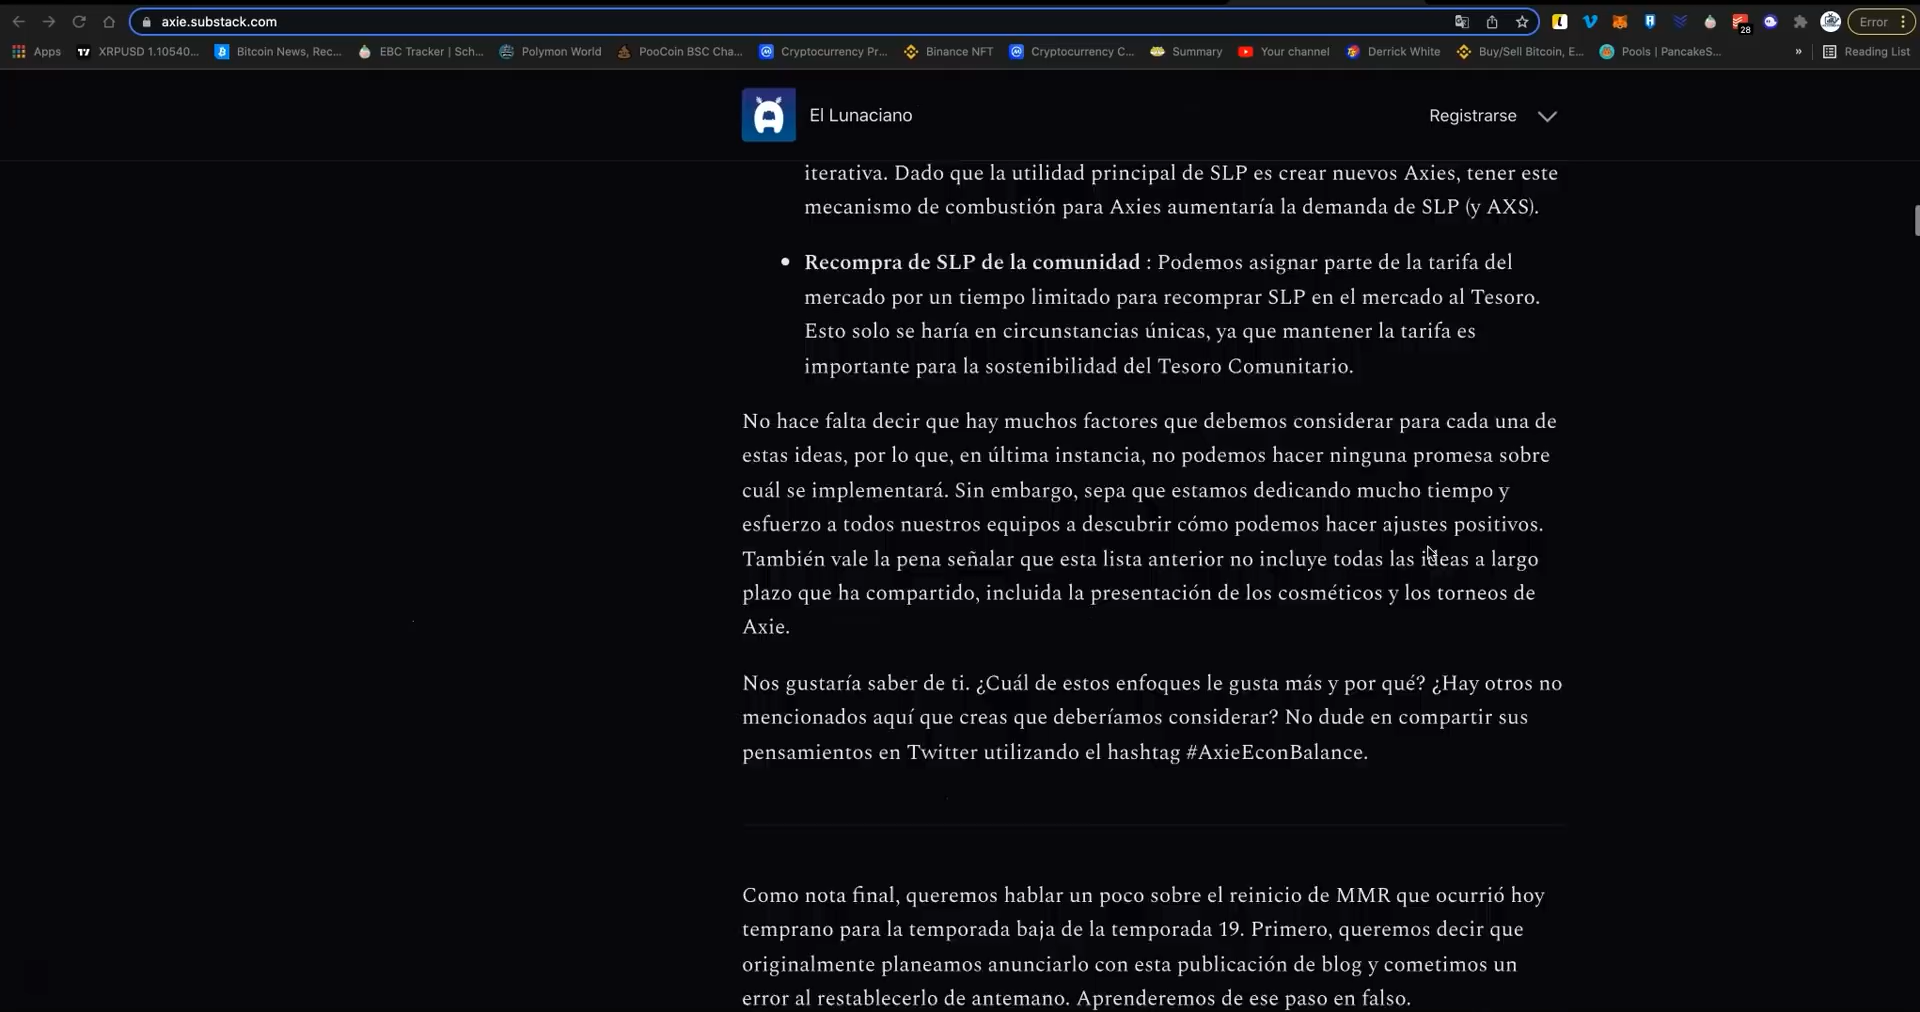 axie.substack.com
Error
28
Apps
XRPUSD 1.10540...
Bitcoin News, Rec...
EBC Tracker | Sch...
Polymon World
PooCoin BSC Cha...
Cryptocurrency Pr...
Binance NFT
Cryptocurrency C...
Summary
Your channel
Derrick White
Buy/Sell Bitcoin, E...
Pools | PancakeS...
»
Reading List
El Lunaciano
Registrarse
iterativa. Dado que la utilidad principal de SLP es crear nuevos Axies, tener este
mecanismo de combustión para Axies aumentaría la demanda de SLP (y AXS).
• Recompra de SLP de la comunidad : Podemos asignar parte de la tarifa del
mercado por un tiempo limitado para recomprar SLP en el mercado al Tesoro.
Esto solo se haría en circunstancias únicas, ya que mantener la tarifa es
importante para la sostenibilidad del Tesoro Comunitario.
No hace falta decir que hay muchos factores que debemos considerar para cada una de
estas ideas, por lo que, en última instancia, no podemos hacer ninguna promesa sobre
cuál se implementará. Sin embargo, sepa que estamos dedicando mucho tiempo y
esfuerzo a todos nuestros equipos a descubrir cómo podemos hacer ajustes positivos.
También vale la pena señalar que esta lista anterior no incluye todas las ideas a largo
plazo que ha compartido, incluida la presentación de los cosméticos y los torneos de
Axie.
Nos gustaría saber de ti. ¿Cuál de estos enfoques le gusta más y por qué? ¿Hay otros no
mencionados aquí que creas que deberíamos considerar? No dude en compartir sus
pensamientos en Twitter utilizando el hashtag #AxieEconBalance.
Como nota final, queremos hablar un poco sobre el reinicio de MMR que ocurrió hoy
temprano para la temporada baja de la temporada 19. Primero, queremos decir que
originalmente planeamos anunciarlo con esta publicación de blog y cometimos un
error al restablecerlo de antemano. Aprenderemos de ese paso en falso.